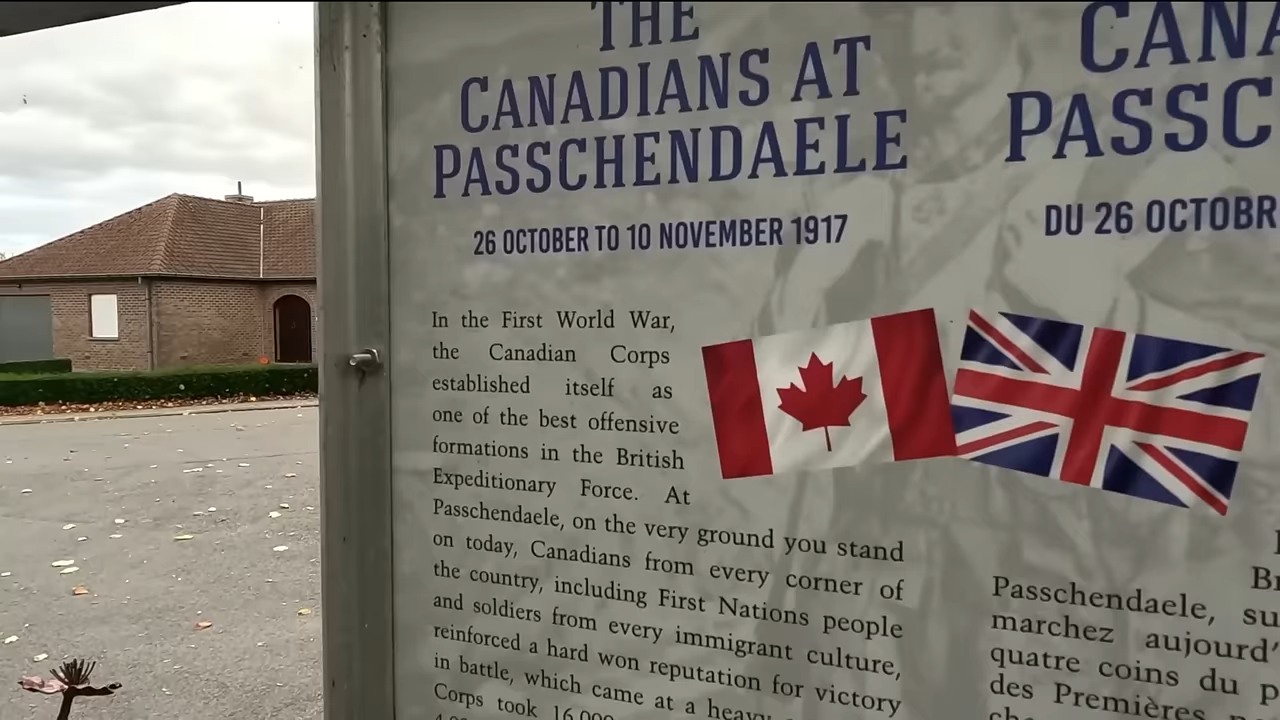 THE
CANADIANS AT
PASSCHENDAELE
26 OCTOBER TO 10 NOVEMBER 1917
In the First World War,
the Canadian Corps
established itself as
one of the best offensive
formations in the British
Expeditionary Force. At
Passchendaele, on the very ground you stand
on today, Canadians from every corner of
the country, including First Nations people
and soldiers from every immigrant culture,
reinforced a hard won reputation for victory
in battle, which came at a heavy
Corps took 16,000
CANA
PASSC
DU 26 OCTOBR
Passchendaele, su
marchez aujourd'
quatre coins du p
des Premières